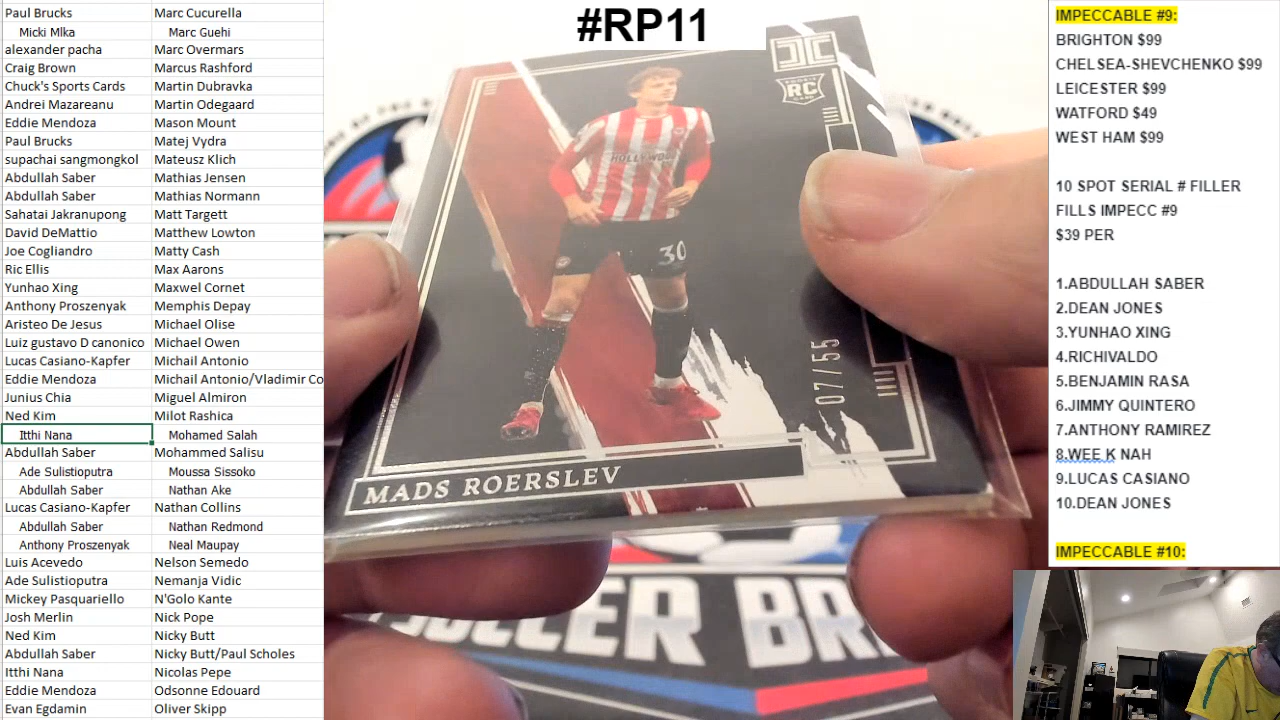 Paul Brucks Marc Cucurella
Micki Mlka Marc Guehi
alexander pacha Marc Overmars
Craig Brown Marcus Rashford
Chuck's Sports Cards Martin Dubravka
Andrei Mazareanu Martin Odegaard
Eddie Mendoza Mason Mount
Paul Brucks Matej Vydra
supachai sangmongkol Mateusz Klich
Abdullah Saber Mathias Jensen
Abdullah Saber Mathias Normann
Sahatai Jakranupong Matt Targett
David DeMattio Matthew Lowton
Joe Cogliandro Matty Cash
Ric Ellis Max Aarons
Yunhao Xing Maxwel Cornet
Anthony Proszenyak Memphis Depay
Aristeo De Jesus Michael Olise
Luiz gustavo D canonico Michael Owen
Lucas Casiano-Kapfer Michail Antonio
Eddie Mendoza Michail Antonio/Vladimir Co
Junius Chia Miguel Almiron
Ned Kim Milot Rashica
Itthi Nana Mohamed Salah
Abdullah Saber Mohammed Salisu
Ade Sulistioputra Moussa Sissoko
Abdullah Saber Nathan Ake
Lucas Casiano-Kapfer Nathan Collins
Abdullah Saber Nathan Redmond
Anthony Proszenyak Neal Maupay
Luis Acevedo Nelson Semedo
Ade Sulistioputra Nemanja Vidic
Mickey Pasquariello N'Golo Kante
Josh Merlin Nick Pope
Ned Kim Nicky Butt
Abdullah Saber Nicky Butt/Paul Scholes
Itthi Nana Nicolas Pepe
Eddie Mendoza Odsonne Edouard
Evan Egdamin Oliver Skipp
#RP11
RC
HOLLYWOOD
30
07/55
MADS ROERSLEV
SOCCER BR
IMPECCABLE #9:
BRIGHTON $99
CHELSEA-SHEVCHENKO $99
LEICESTER $99
WATFORD $49
WEST HAM $99
10 SPOT SERIAL # FILLER
FILLS IMPECC #9
$39 PER
1.ABDULLAH SABER
2.DEAN JONES
3.YUNHAO XING
4.RICHIVALDO
5.BENJAMIN RASA
6.JIMMY QUINTERO
7.ANTHONY RAMIREZ
8.WEE K NAH
9.LUCAS CASIANO
10.DEAN JONES
IMPECCABLE #10: